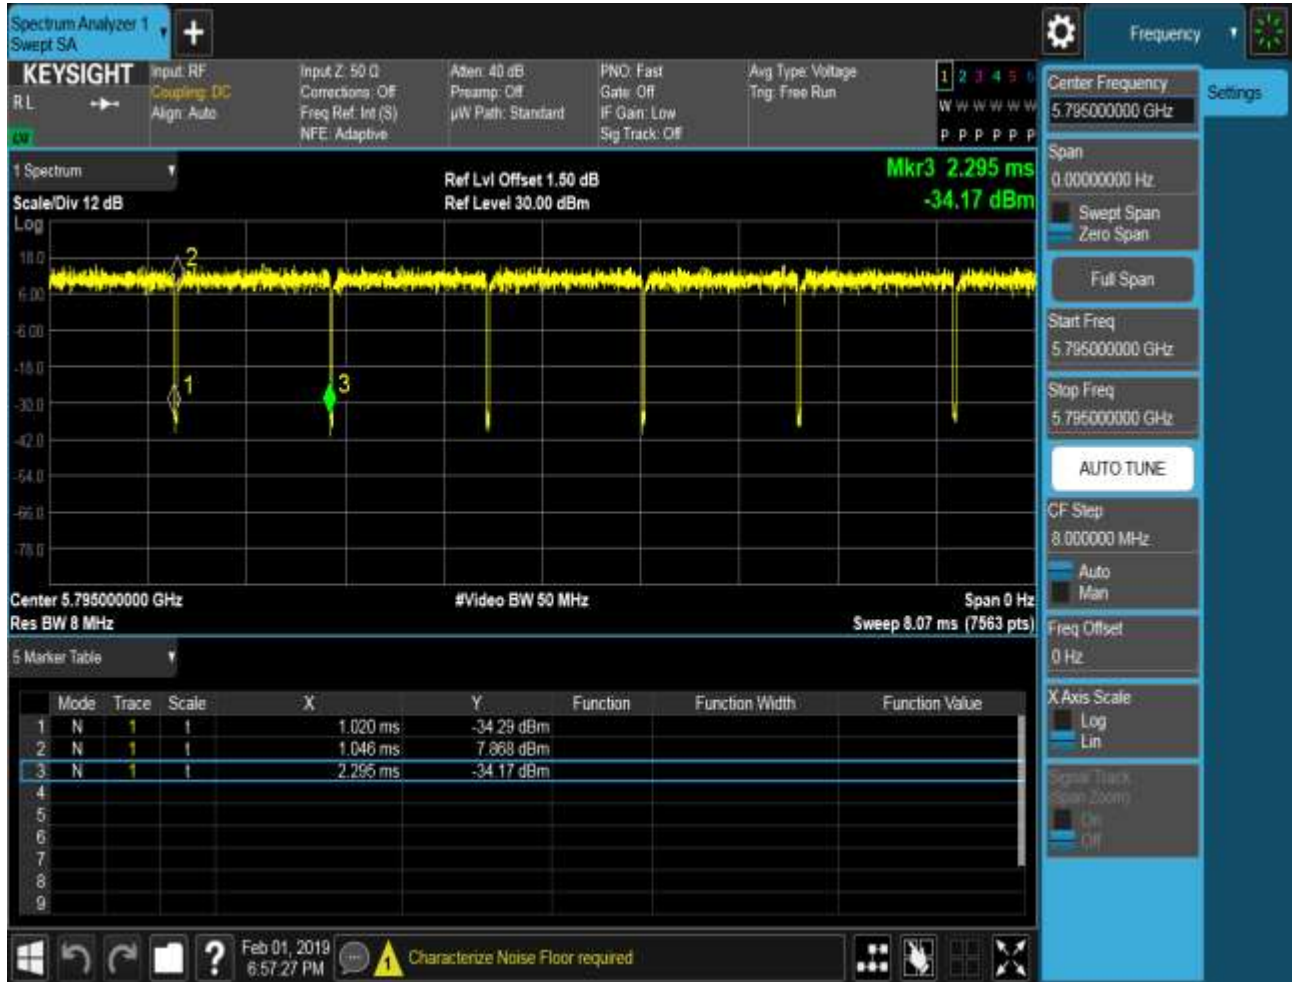 Spectrum Analyzer 1
Swept SA
+
Frequency
KEYSIGHT
RL
Input: RF
Coupling: DC
Align: Auto
Input Z: 50 Ω
Corrections: Off
Freq Ref: Int (S)
NFE: Adaptive
Atten: 40 dB
Preamp: Off
µW Path: Standard
PNO: Fast
Gate: Off
IF Gain: Low
Sig Track: Off
Avg Type: Voltage
Trig: Free Run
1 2 3 4 5 6
W W W W W W
P P P P P P
1 Spectrum
Scale/Div 12 dB
Ref Lvl Offset 1.50 dB
Ref Level 30.00 dBm
Mkr3 2.295 ms
-34.17 dBm
Log
18.0
6.00
-6.00
-18.0
-30.0
-42.0
-54.0
-66.0
-78.0
2
1
3
Center 5.795000000 GHz
#Video BW 50 MHz
Span 0 Hz
Res BW 8 MHz
Sweep 8.07 ms (7563 pts)
5 Marker Table
Mode Trace Scale X Y Function Function Width Function Value
1 N 1 t 1.020 ms -34.29 dBm
2 N 1 t 1.046 ms 7.868 dBm
3 N 1 t 2.295 ms -34.17 dBm
4
5
6
7
8
9
Center Frequency
5.795000000 GHz
Settings
Span
0.00000000 Hz
Swept Span
Zero Span
Full Span
Start Freq
5.795000000 GHz
Stop Freq
5.795000000 GHz
AUTO TUNE
CF Step
8.000000 MHz
Auto
Man
Freq Offset
0 Hz
X Axis Scale
Log
Lin
Signal Track
(Span Zoom)
On
Off
?
Feb 01, 2019
6:57:27 PM
1
Characterize Noise Floor required